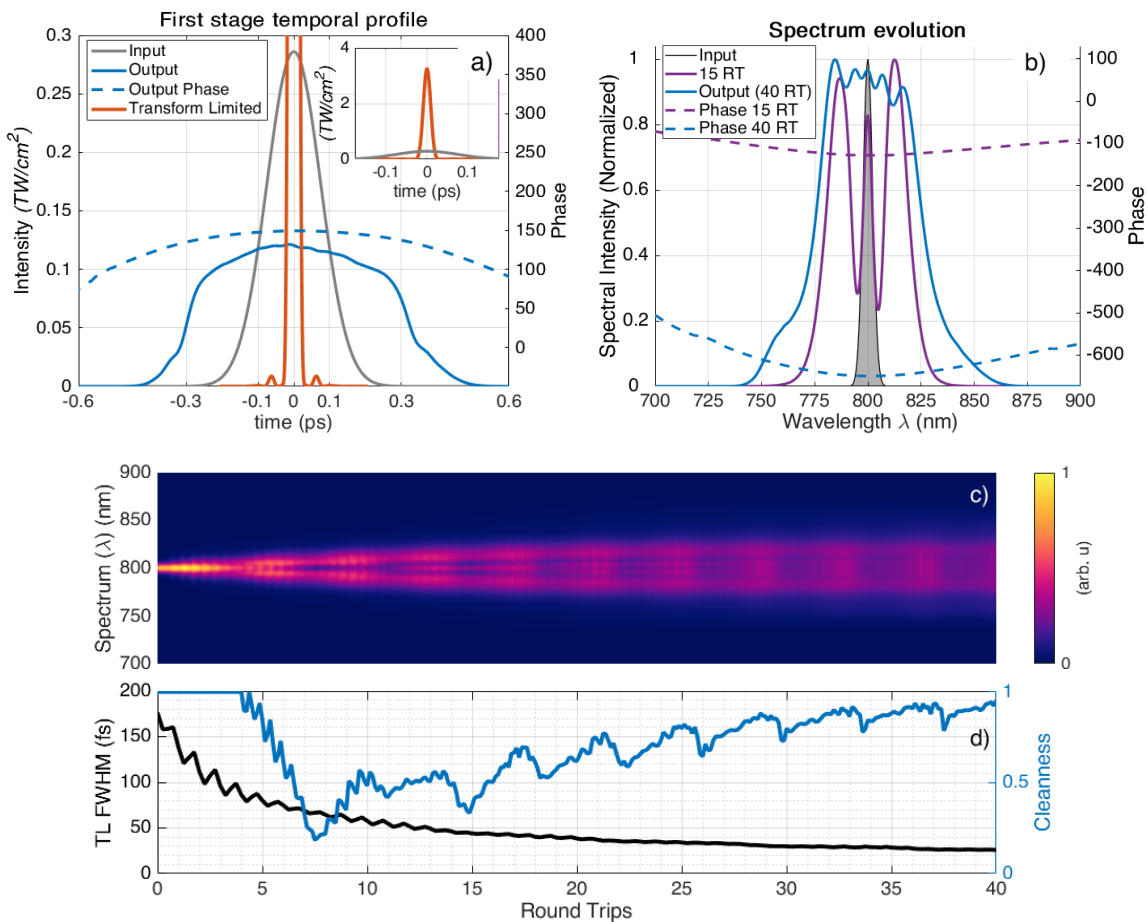 First stage temporal profile
Input
Output
Output Phase
Transform Limited
a)
Intensity (TW/cm²)
0.3
0.25
0.2
0.15
0.1
0.05
0
-0.6
-0.3
-0.1
0
0.1
0.3
0.6
time (ps)
400
350
300
250
200
150
100
50
0
Phase
(TW/cm²)
4
2
0
-0.1
0
0.1
time (ps)
Spectrum evolution
Input
15 RT
Output (40 RT)
Phase 15 RT
Phase 40 RT
b)
Spectral Intensity (Normalized)
1
0.8
0.6
0.4
0.2
0
700
725
750
775
800
825
850
875
900
Wavelength λ (nm)
100
0
-100
-200
-300
-400
-500
-600
Phase
c)
Spectrum (λ) (nm)
900
850
800
750
700
1
0
(arb. u)
d)
TL FWHM (fs)
200
150
100
50
0
0
5
10
15
20
25
30
35
40
Round Trips
1
0.5
0
Cleanness